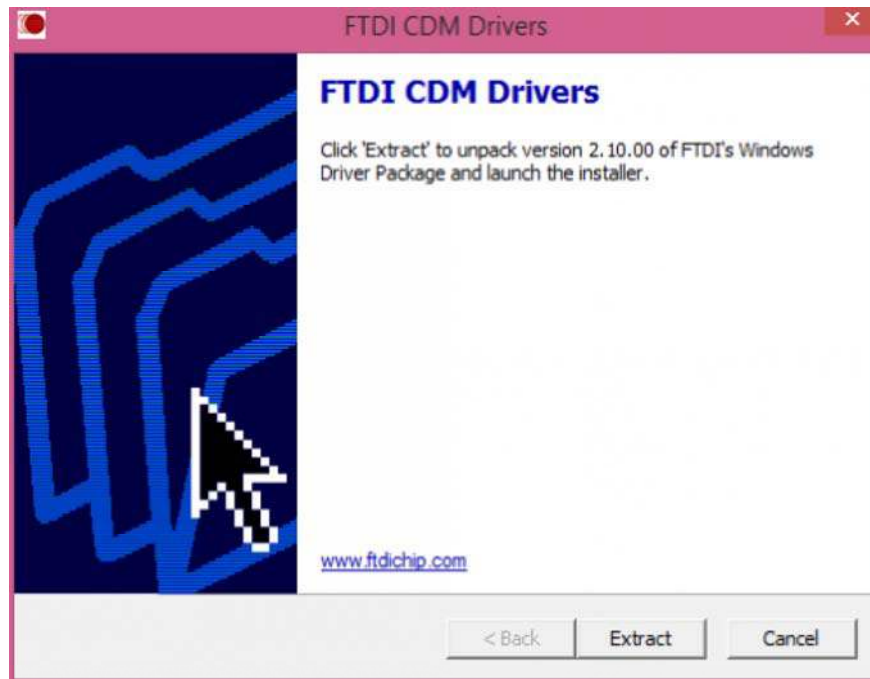 FTDI CDM Drivers
FTDI CDM Drivers
Click 'Extract' to unpack version 2.10.00 of FTDI's Windows
Driver Package and launch the installer.
www.ftdichip.com
< Back
Extract
Cancel